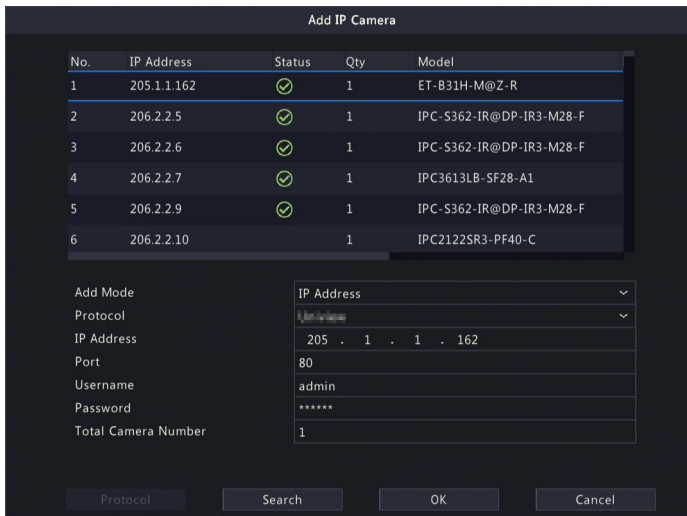 Add IP Camera
No. IP Address Status Qty Model
1 205.1.1.162 1 ET-B31H-M@Z-R
2 206.2.2.5 1 IPC-S362-IR@DP-IR3-M28-F
3 206.2.2.6 1 IPC-S362-IR@DP-IR3-M28-F
4 206.2.2.7 1 IPC3613LB-SF28-A1
5 206.2.2.9 1 IPC-S362-IR@DP-IR3-M28-F
6 206.2.2.10 1 IPC2122SR3-PF40-C
Add Mode IP Address
Protocol
IP Address 205 . 1 . 1 . 162
Port 80
Username admin
Password ******
Total Camera Number 1
Protocol Search OK Cancel